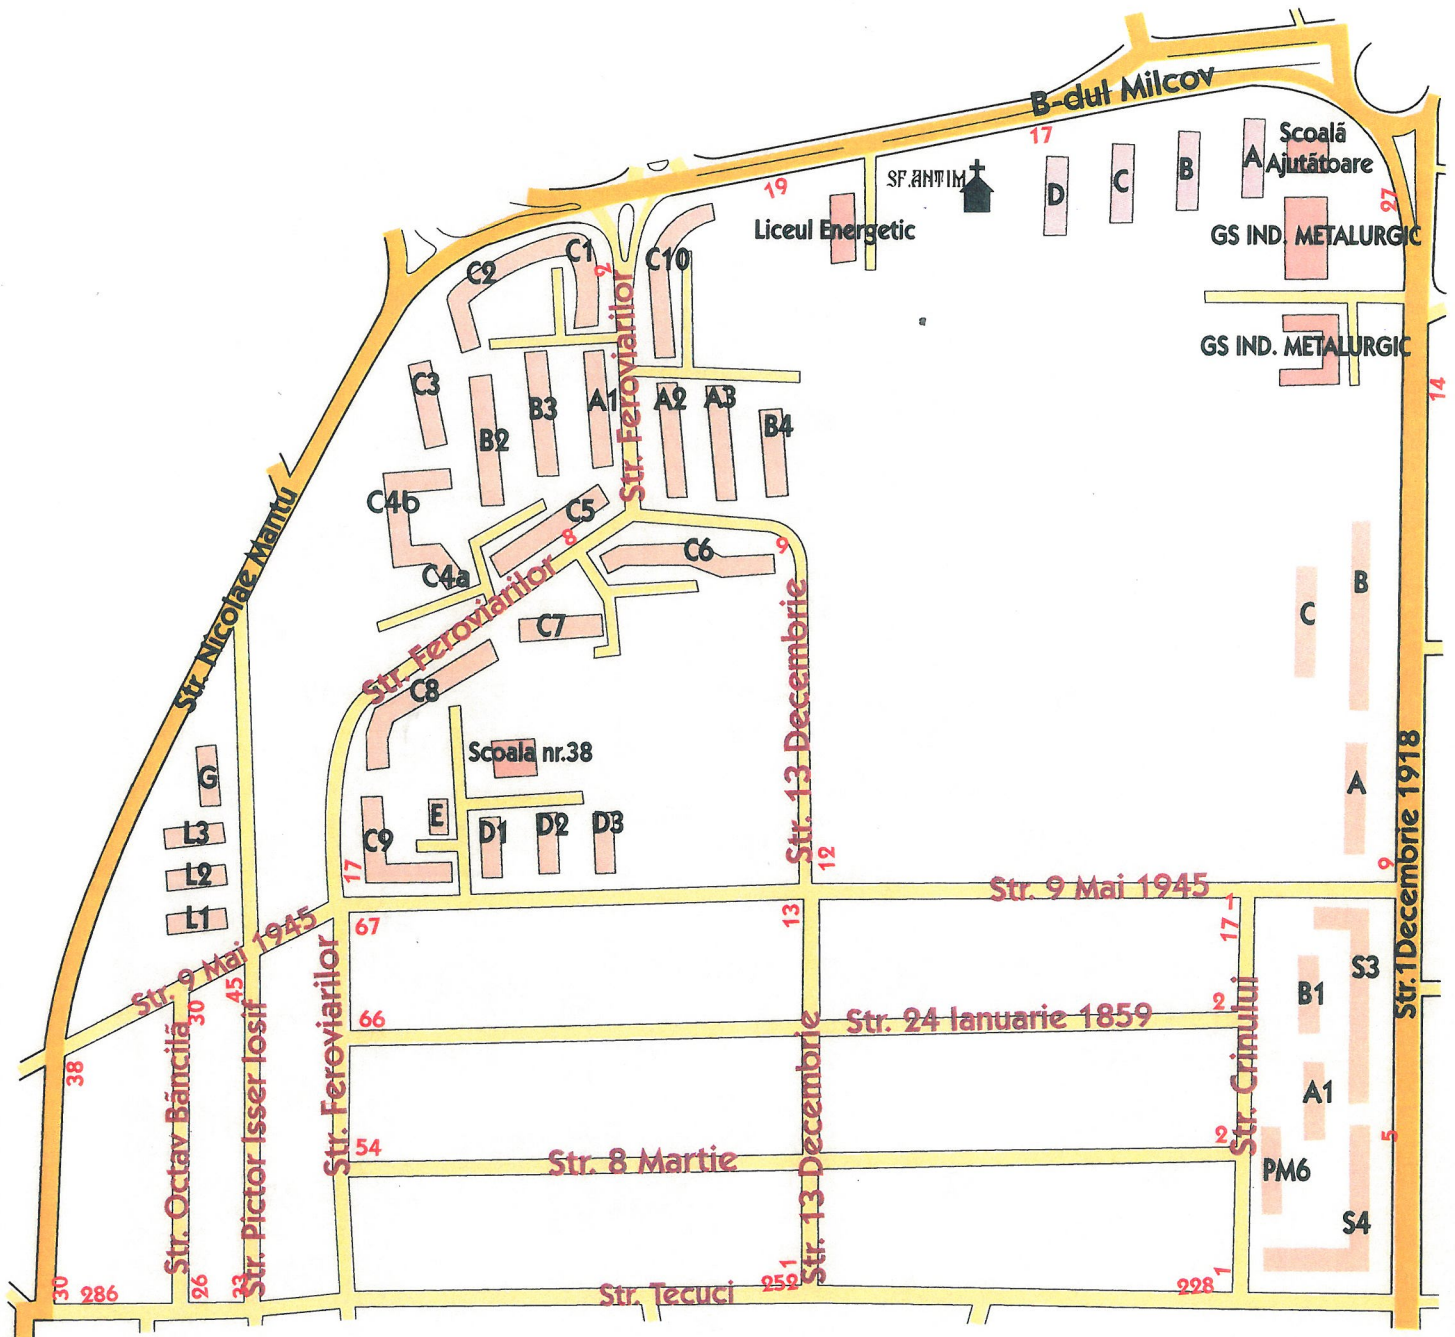 B-dul Milcov
17
19
27
14
SF. ANTIM
D
C
B
A
Scoală
Ajutătoare
Liceul Energetic
GS IND. METALURGIC
GS IND. METALURGIC
C2
C1
2
C10
Str. Feroviarilor
C3
B2
B3
A1
A2
A3
B4
C4b
C5
8
C4a
C6
9
Str. Nicolae Mantu
Str. Feroviarilor
C7
C8
Str. 13 Decembrie
C
B
A
Scoala nr.38
G
L3
L2
L1
C9
E
D1
D2
D3
17
12
9
Str. 1 Decembrie 1918
Str. 9 Mai 1945
Str. 9 Mai 1945
67
13
1
17
45
30
38
S3
B1
66
Str. 24 Ianuarie 1859
2
Str. Octav Băncilă
Str. Pictor Isser Iosif
Str. Feroviarilor
Str. 13 Decembrie
Str. Crinului
A1
54
Str. 8 Martie
2
5
PM6
S4
30
286
26
33
Str. Tecuci
252
1
228
1